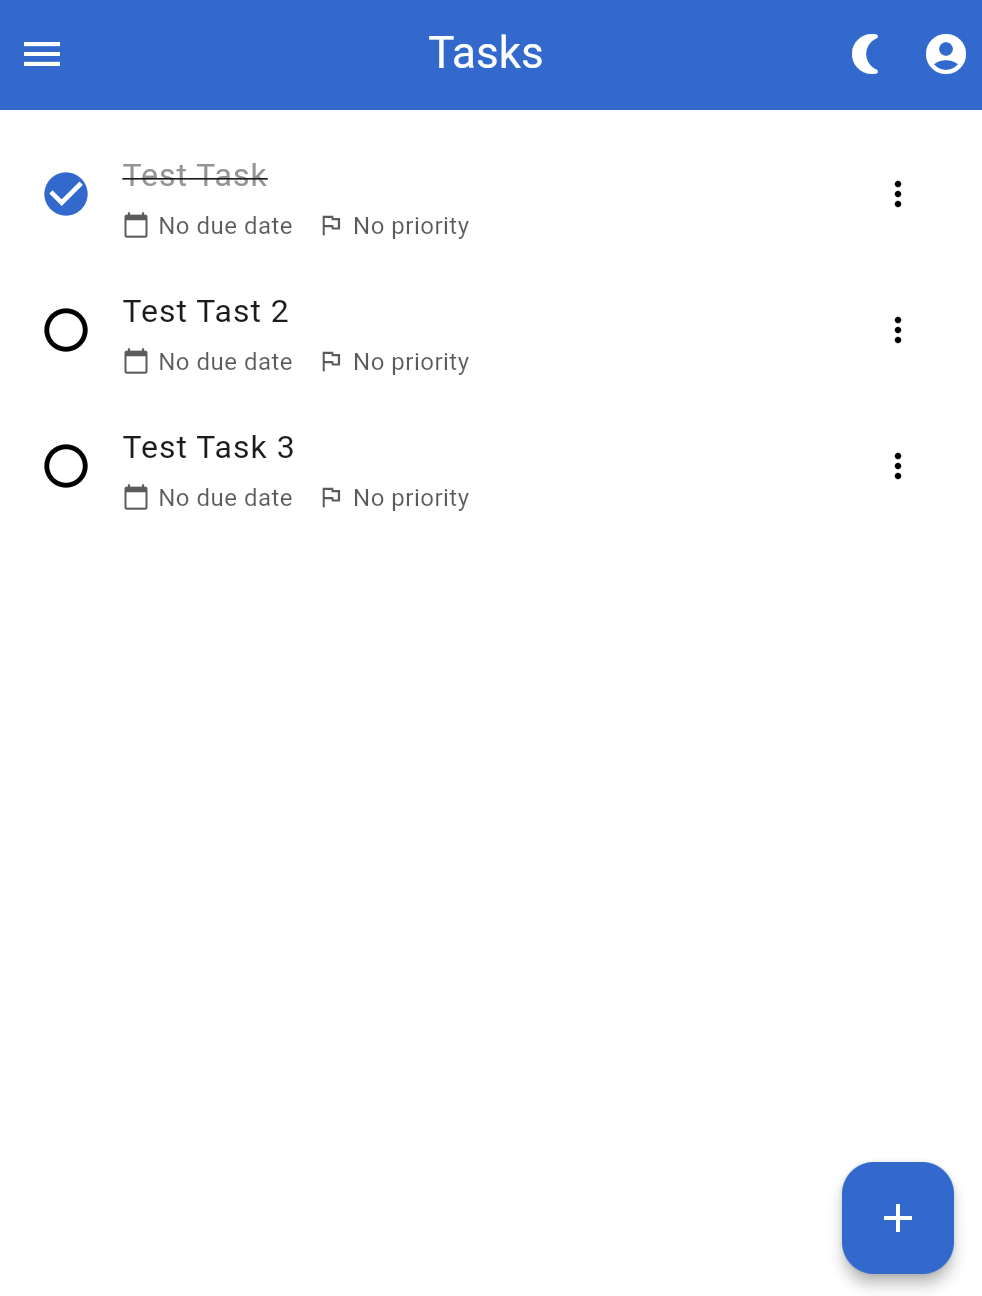 Tasks
Test Task
No due date No priority
Test Tast 2
No due date No priority
Test Task 3
No due date No priority